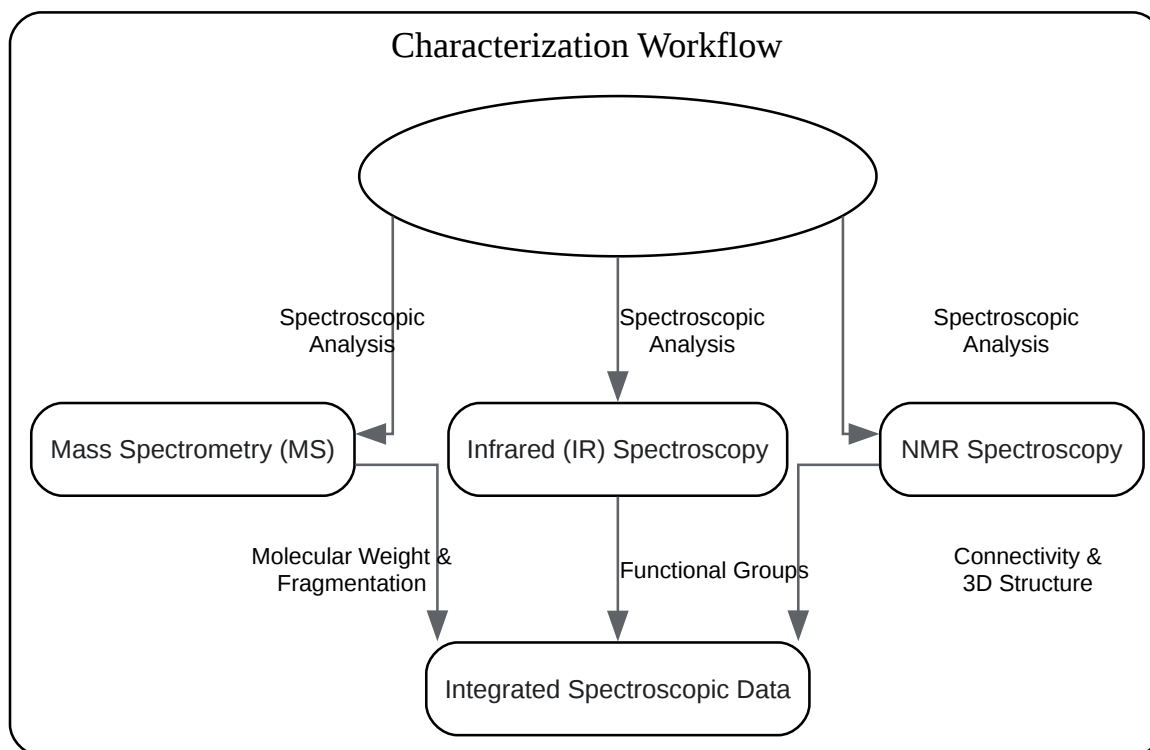 Characterization Workflow
Spectroscopic
Analysis
Spectroscopic
Analysis
Spectroscopic
Analysis
Mass Spectrometry (MS)
Infrared (IR) Spectroscopy
NMR Spectroscopy
Molecular Weight &
Fragmentation
Functional Groups
Connectivity &
3D Structure
Integrated Spectroscopic Data